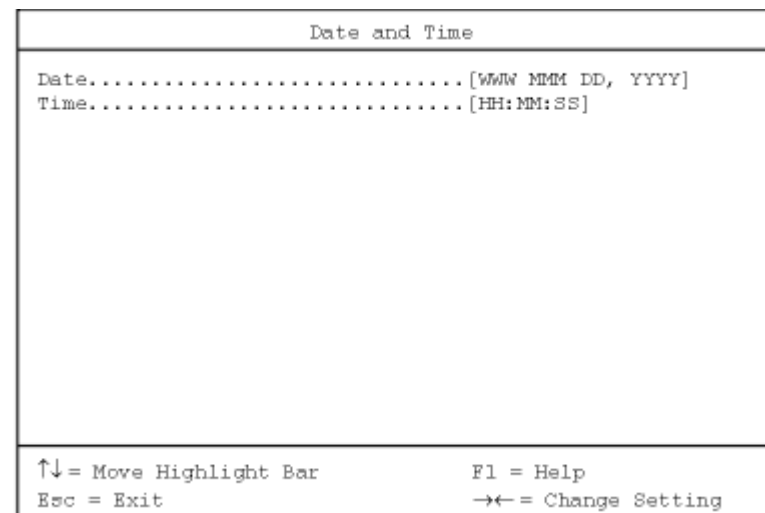 Date and Time
Date..............................[WWW MMM DD, YYYY]
Time..............................[HH:MM:SS]
↑↓= Move Highlight Bar F1 = Help
Esc = Exit →←= Change Setting